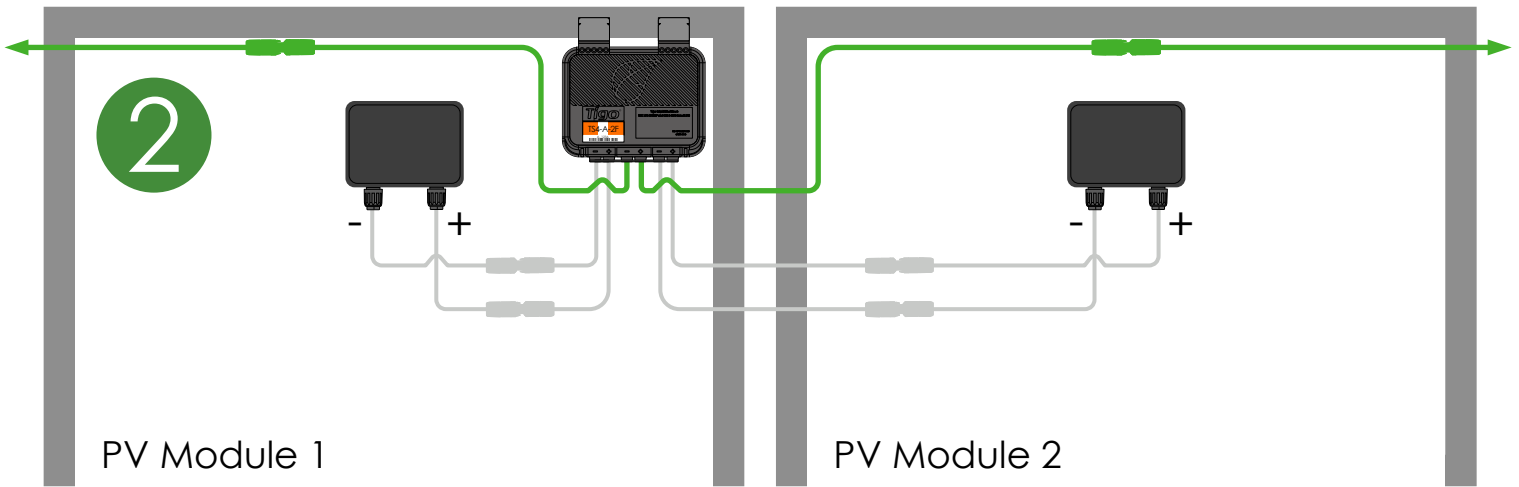 2
Tigo
TS4-A-2F
- +
- +
PV Module 1
PV Module 2